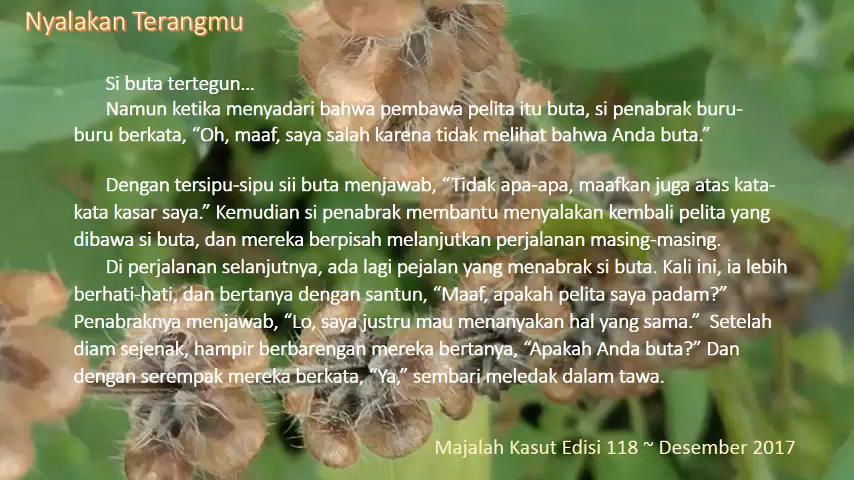 Nyalakan Terangmu
Si buta tertegun...
Namun ketika menyadari bahwa pembawa pelita itu buta, si penabrak buru-
buru berkata, “Oh, maaf, saya salah karena tidak melihat bahwa Anda buta.”
Dengan tersipu-sipu sii buta menjawab, “Tidak apa-apa, maafkan juga atas kata-
kata kasar saya.” Kemudian si penabrak membantu menyalakan kembali pelita yang
dibawa si buta, dan mereka berpisah melanjutkan perjalanan masing-masing.
Di perjalanan selanjutnya, ada lagi pejalan yang menabrak si buta. Kali ini, ia lebih
berhati-hati, dan bertanya dengan santun, “Maaf, apakah pelita saya padam?”
Penabraknya menjawab, “Lo, saya justru mau menanyakan hal yang sama.” Setelah
diam sejenak, hampir berbarengan mereka bertanya, “Apakah Anda buta?” Dan
dengan serempak mereka berkata, “Ya,” sembari meledak dalam tawa.
Majalah Kasut Edisi 118 ~ Desember 2017